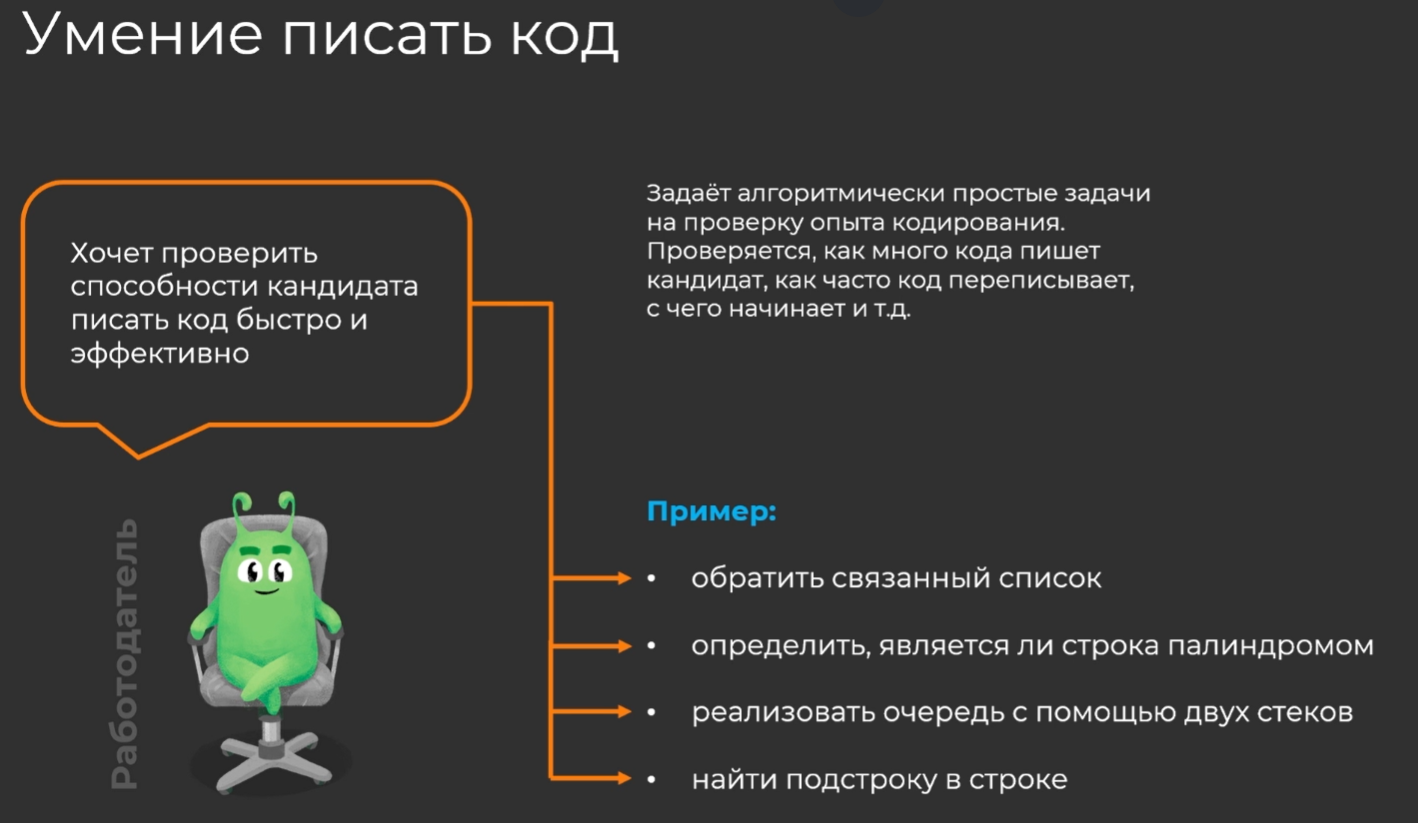 Умение писать код
Хочет проверить
способности кандидата
писать код быстро и
эффективно
Работодатель
Задаёт алгоритмически простые задачи
на проверку опыта кодирования.
Проверяется, как много кода пишет
кандидат, как часто код переписывает,
с чего начинает и т.д.
Пример:
• обратить связанный список
• определить, является ли строка палиндромом
• реализовать очередь с помощью двух стеков
• найти подстроку в строке